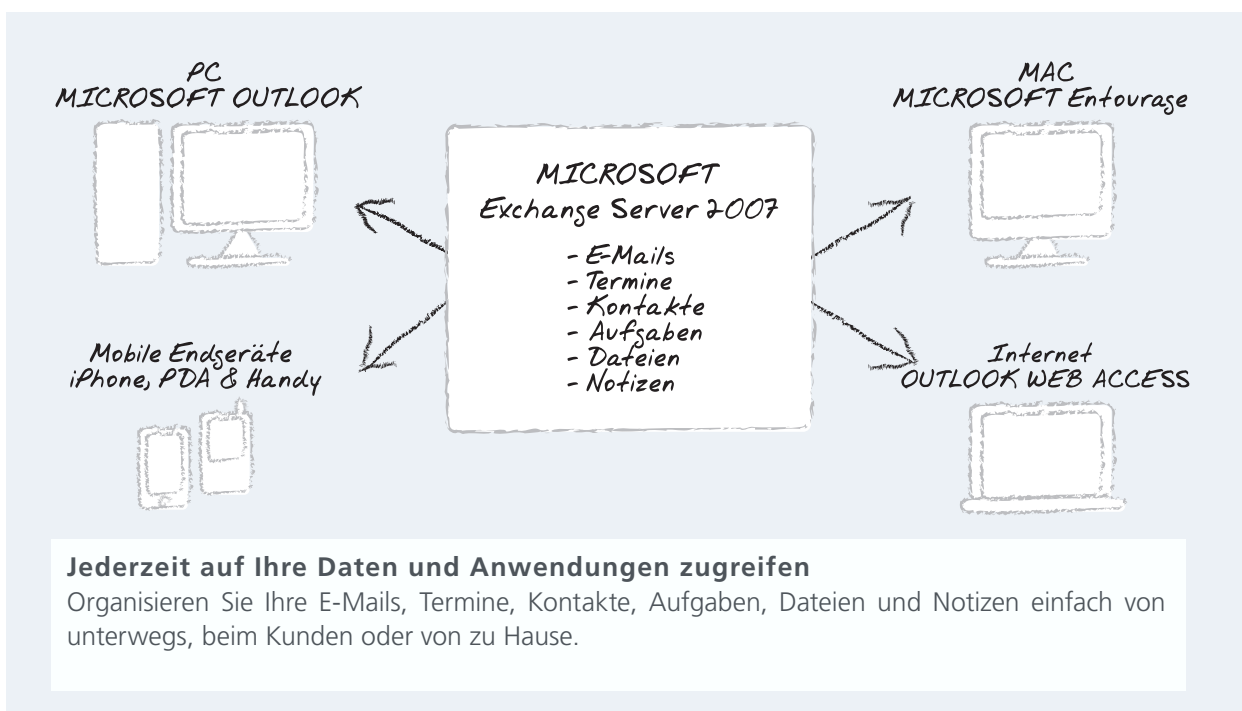 PC
MICROSOFT OUTLOOK
MAC
MICROSOFT Entourage
MICROSOFT
Exchange Server 2007
- E-Mails
- Termine
- Kontakte
- Aufgaben
- Dateien
- Notizen
Mobile Endgeräte
iPhone, PDA & Handy
Internet
OUTLOOK WEB ACCESS
Jederzeit auf Ihre Daten und Anwendungen zugreifen
Organisieren Sie Ihre E-Mails, Termine, Kontakte, Aufgaben, Dateien und Notizen einfach von
unterwegs, beim Kunden oder von zu Hause.